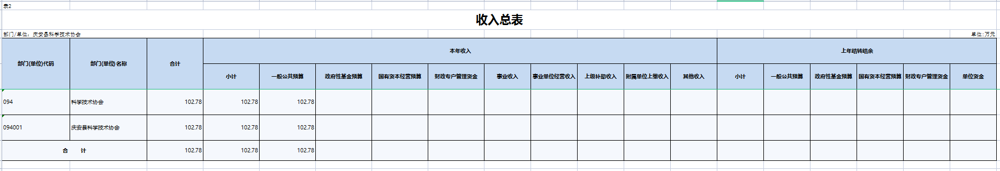 表2
收入总表
部门/单位：庆安县科学技术协会 单位:万元
部门(单位)代码 部门(单位)名称 合计 本年收入 上年结转结余
小计 一般公共预算 政府性基金预算 国有资本经营预算 财政专户管理资金 事业收入 事业单位经营收入 上级补助收入 附属单位上缴收入 其他收入 小计 一般公共预算 政府性基金预算 国有资本经营预算 财政专户管理资金 单位资金
094 科学技术协会 102.78 102.78 102.78
094001 庆安县科学技术协会 102.78 102.78 102.78
合 计 102.78 102.78 102.78